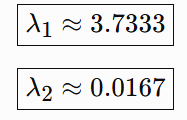 λ₁ ≈ 3.7333
λ₂ ≈ 0.0167